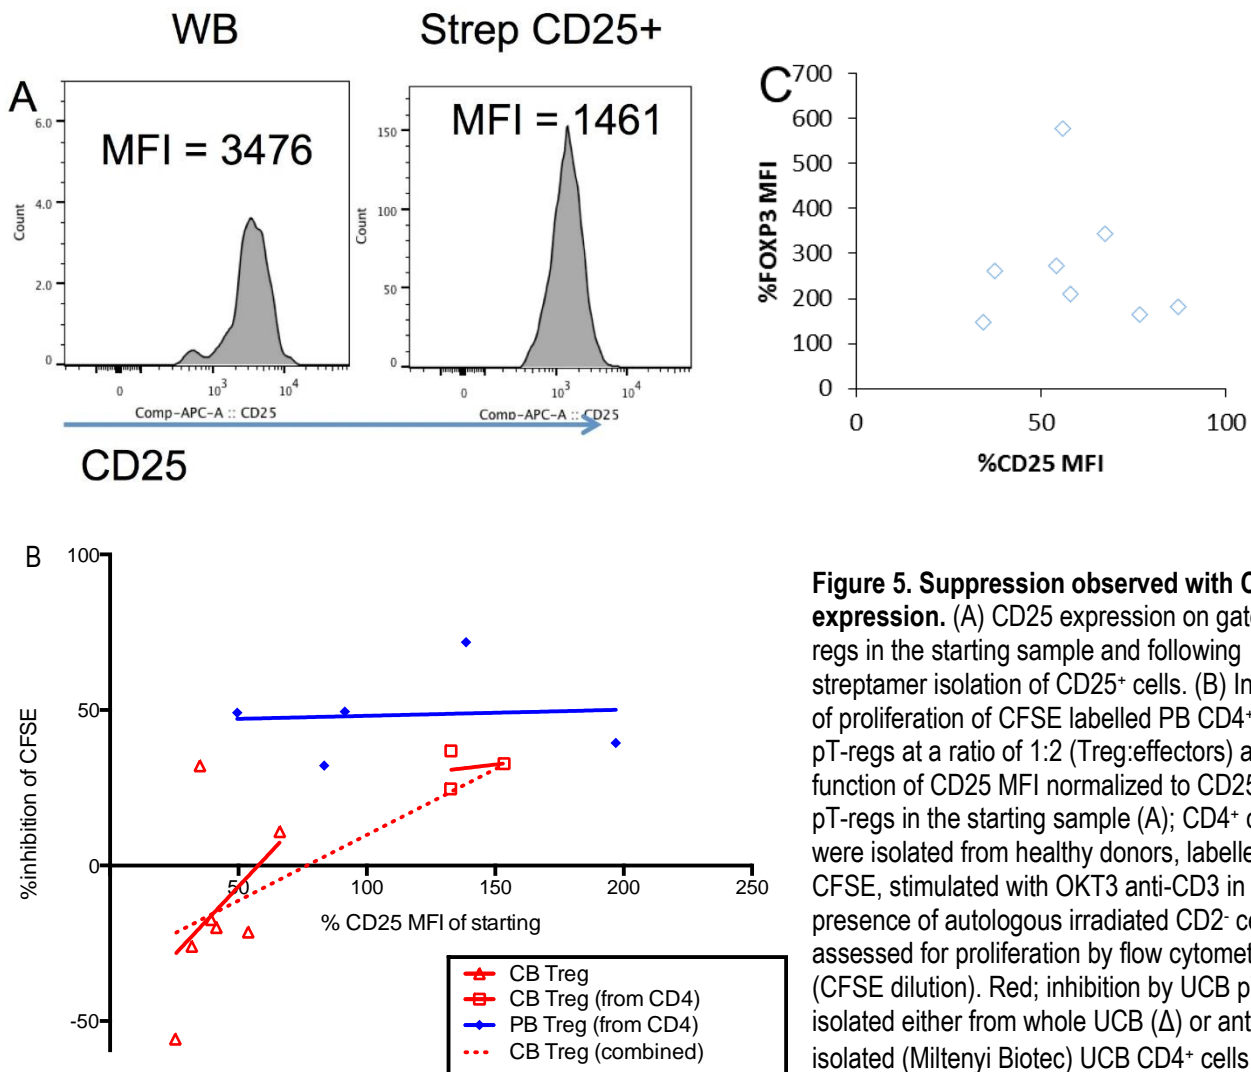 WB
Strep CD25+
A
MFI = 3476
6.0
4.0
2.0
0
Count
0
10³
10⁴
Comp-APC-A :: CD25
MFI = 1461
150
100
50
0
Count
0
10³
10⁴
Comp-APC-A :: CD25
CD25
C
700
600
500
400
300
200
100
0
%FOXP3 MFI
0
50
100
%CD25 MFI
B
100
50
0
-50
%inhibition of CFSE
50
100
150
200
250
% CD25 MFI of starting
CB Treg
CB Treg (from CD4)
PB Treg (from CD4)
CB Treg (combined)
Figure 5. Suppression observed with
expression. (A) CD25 expression on
regs in the starting sample and following
streptamer isolation of CD25⁺ cells. (B)
of proliferation of CFSE labelled PB CD4⁺
pT-regs at a ratio of 1:2 (Treg:effectors)
function of CD25 MFI normalized to CD25
pT-regs in the starting sample (A); CD4⁺
were isolated from healthy donors,
CFSE, stimulated with OKT3 anti-CD3 in
presence of autologous irradiated CD2⁻
assessed for proliferation by flow
(CFSE dilution). Red; inhibition by UCB
isolated either from whole UCB (Δ) or
isolated (Miltenyi Biotec) UCB CD4⁺ cells